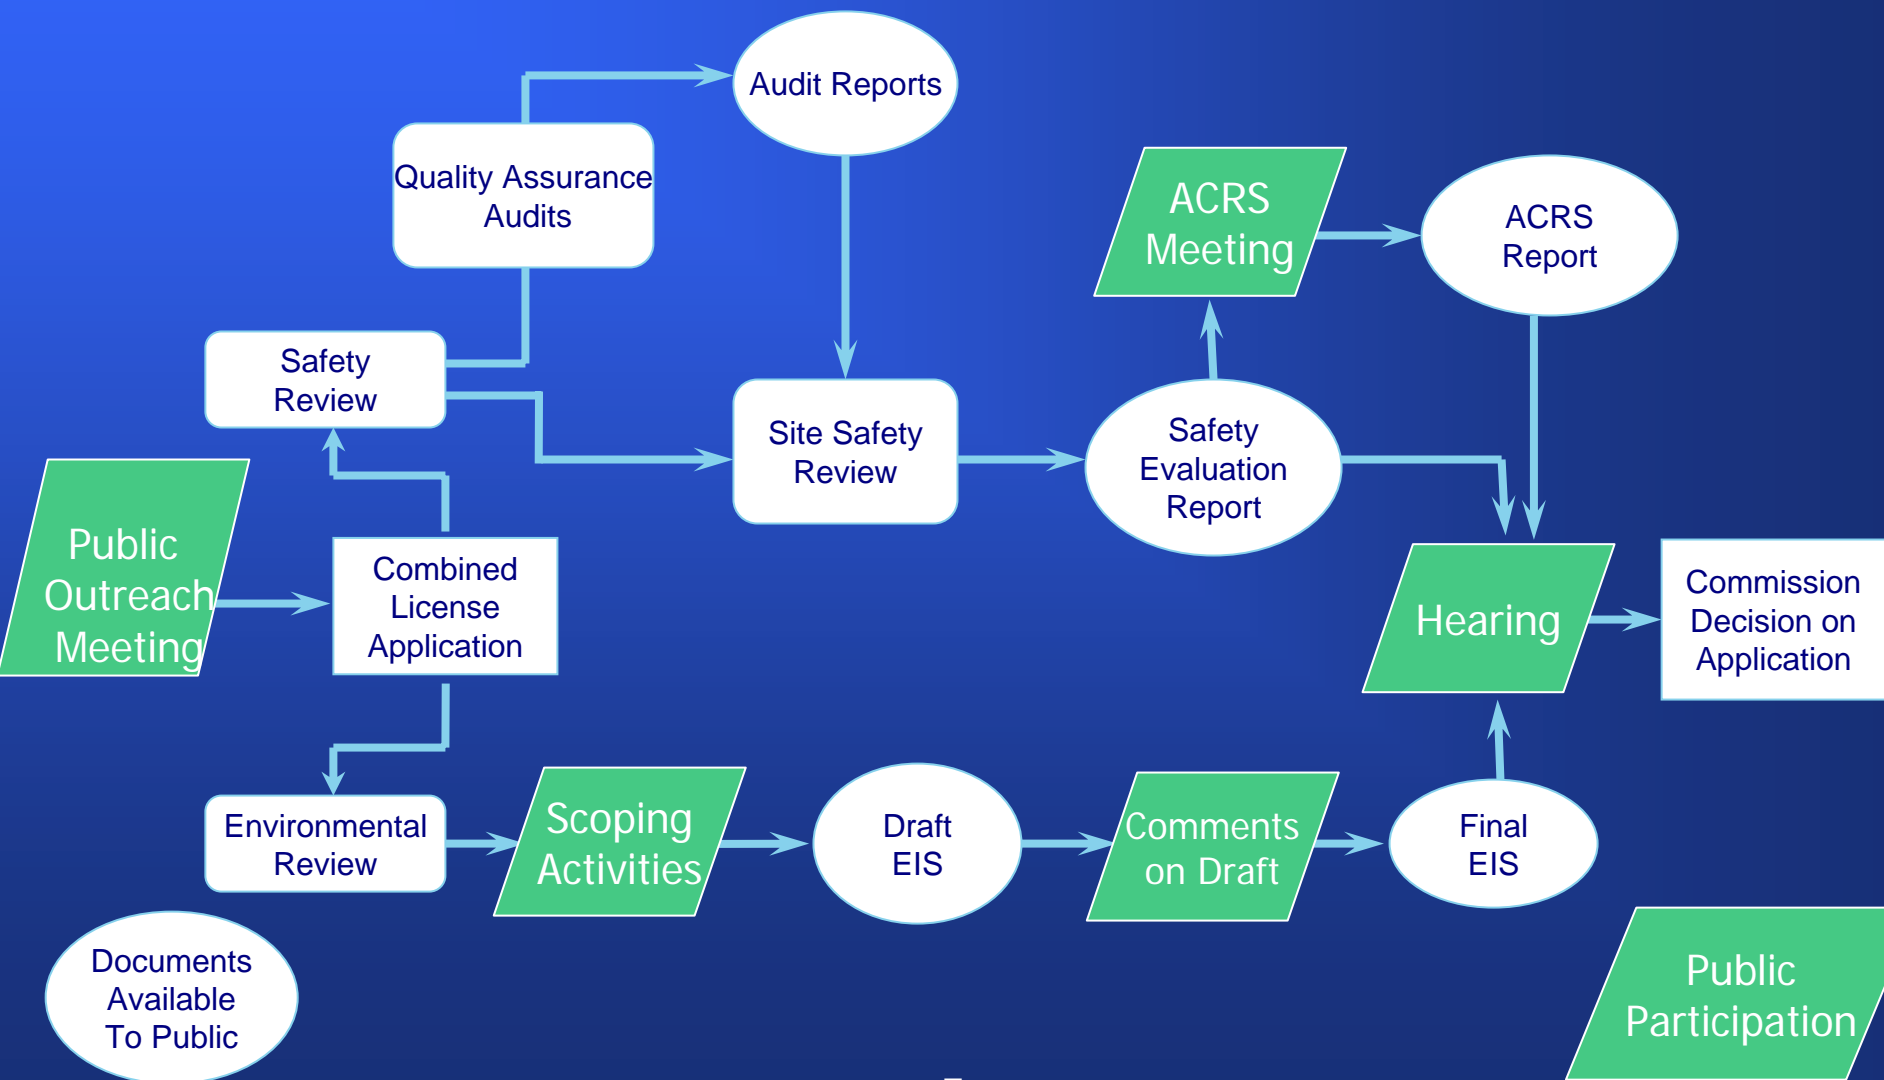 Audit Reports
Quality Assurance
Audits
ACRS
Meeting
ACRS
Report
Safety
Review
Site Safety
Review
Safety
Evaluation
Report
Public
Outreach
Meeting
Combined
License
Application
Hearing
Commission
Decision on
Application
Environmental
Review
Scoping
Activities
Draft
EIS
Comments
on Draft
Final
EIS
Documents
Available
To Public
Public
Participation